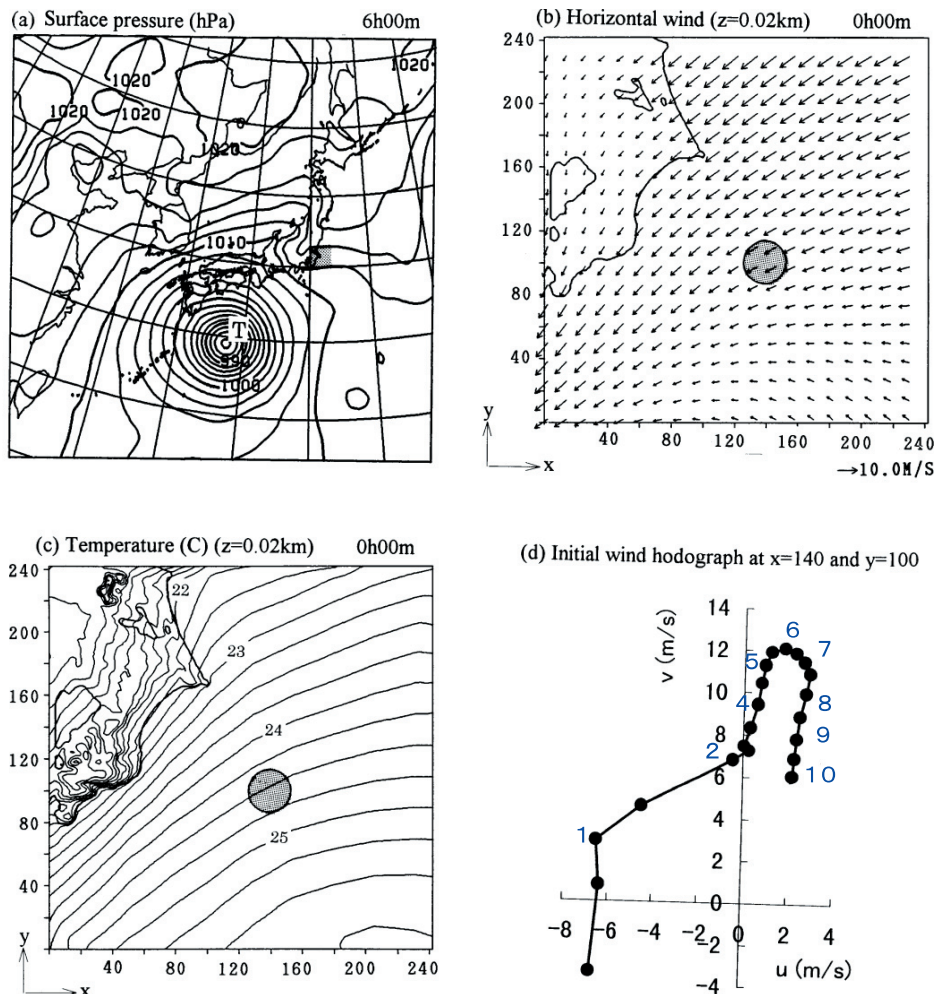 (a) Surface pressure (hPa) 6h00m
1020
1020
1020
1020
1020
1010
T
990
1000
(b) Horizontal wind (z=0.02km) 0h00m
240
200
160
120
80
40
40 80 120 160 200 240
y
x
→10.0M/S
(c) Temperature (C) (z=0.02km) 0h00m
240
200
160
120
80
40
0
22
23
24
25
0 40 80 120 160 200 240
y
x
(d) Initial wind hodograph at x=140 and y=100
14
12
10
8
6
4
2
0
-2
-4
v (m/s)
-8 -6 -4 -2 0 2 4
u (m/s)
1
2
4
5
6
7
8
9
10